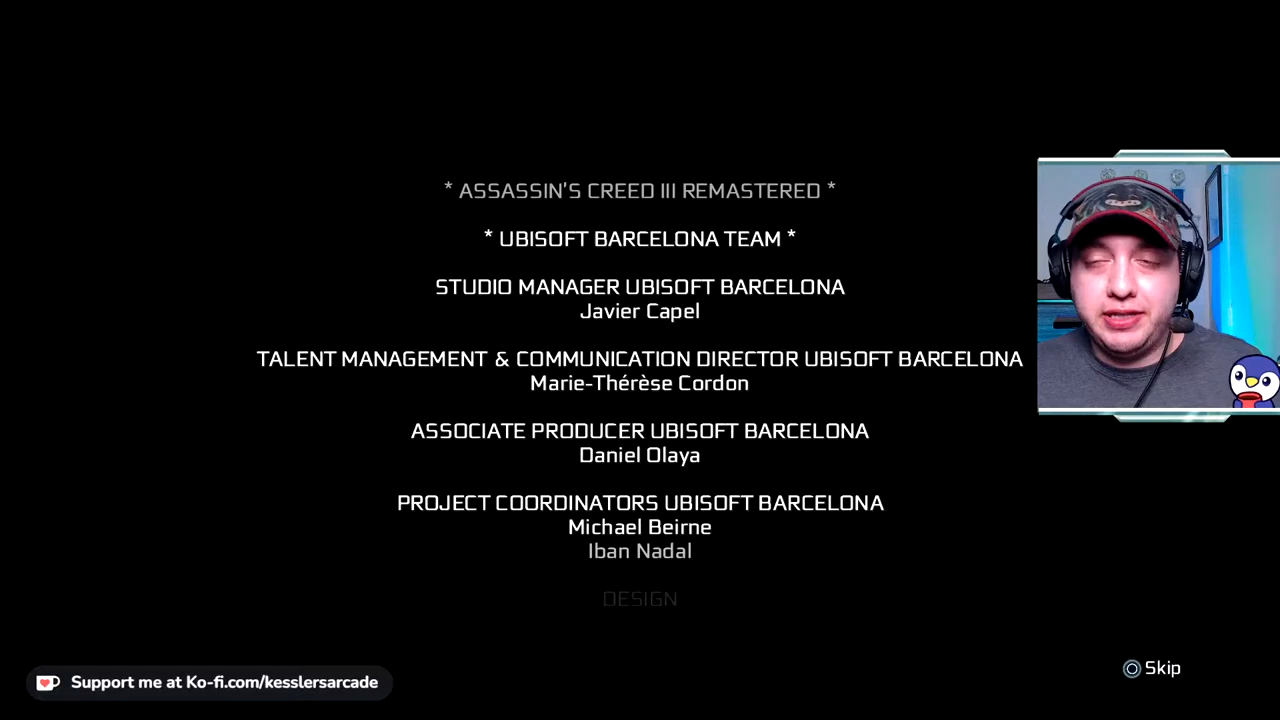 * ASSASSIN'S CREED III REMASTERED *
* UBISOFT BARCELONA TEAM *
STUDIO MANAGER UBISOFT BARCELONA
Javier Capel
TALENT MANAGEMENT & COMMUNICATION DIRECTOR UBISOFT BARCELONA
Marie-Thérèse Cordon
ASSOCIATE PRODUCER UBISOFT BARCELONA
Daniel Olaya
PROJECT COORDINATORS UBISOFT BARCELONA
Michael Beirne
Iban Nadal
DESIGN
Skip
Support me at Ko-fi.com/kesslersarcade